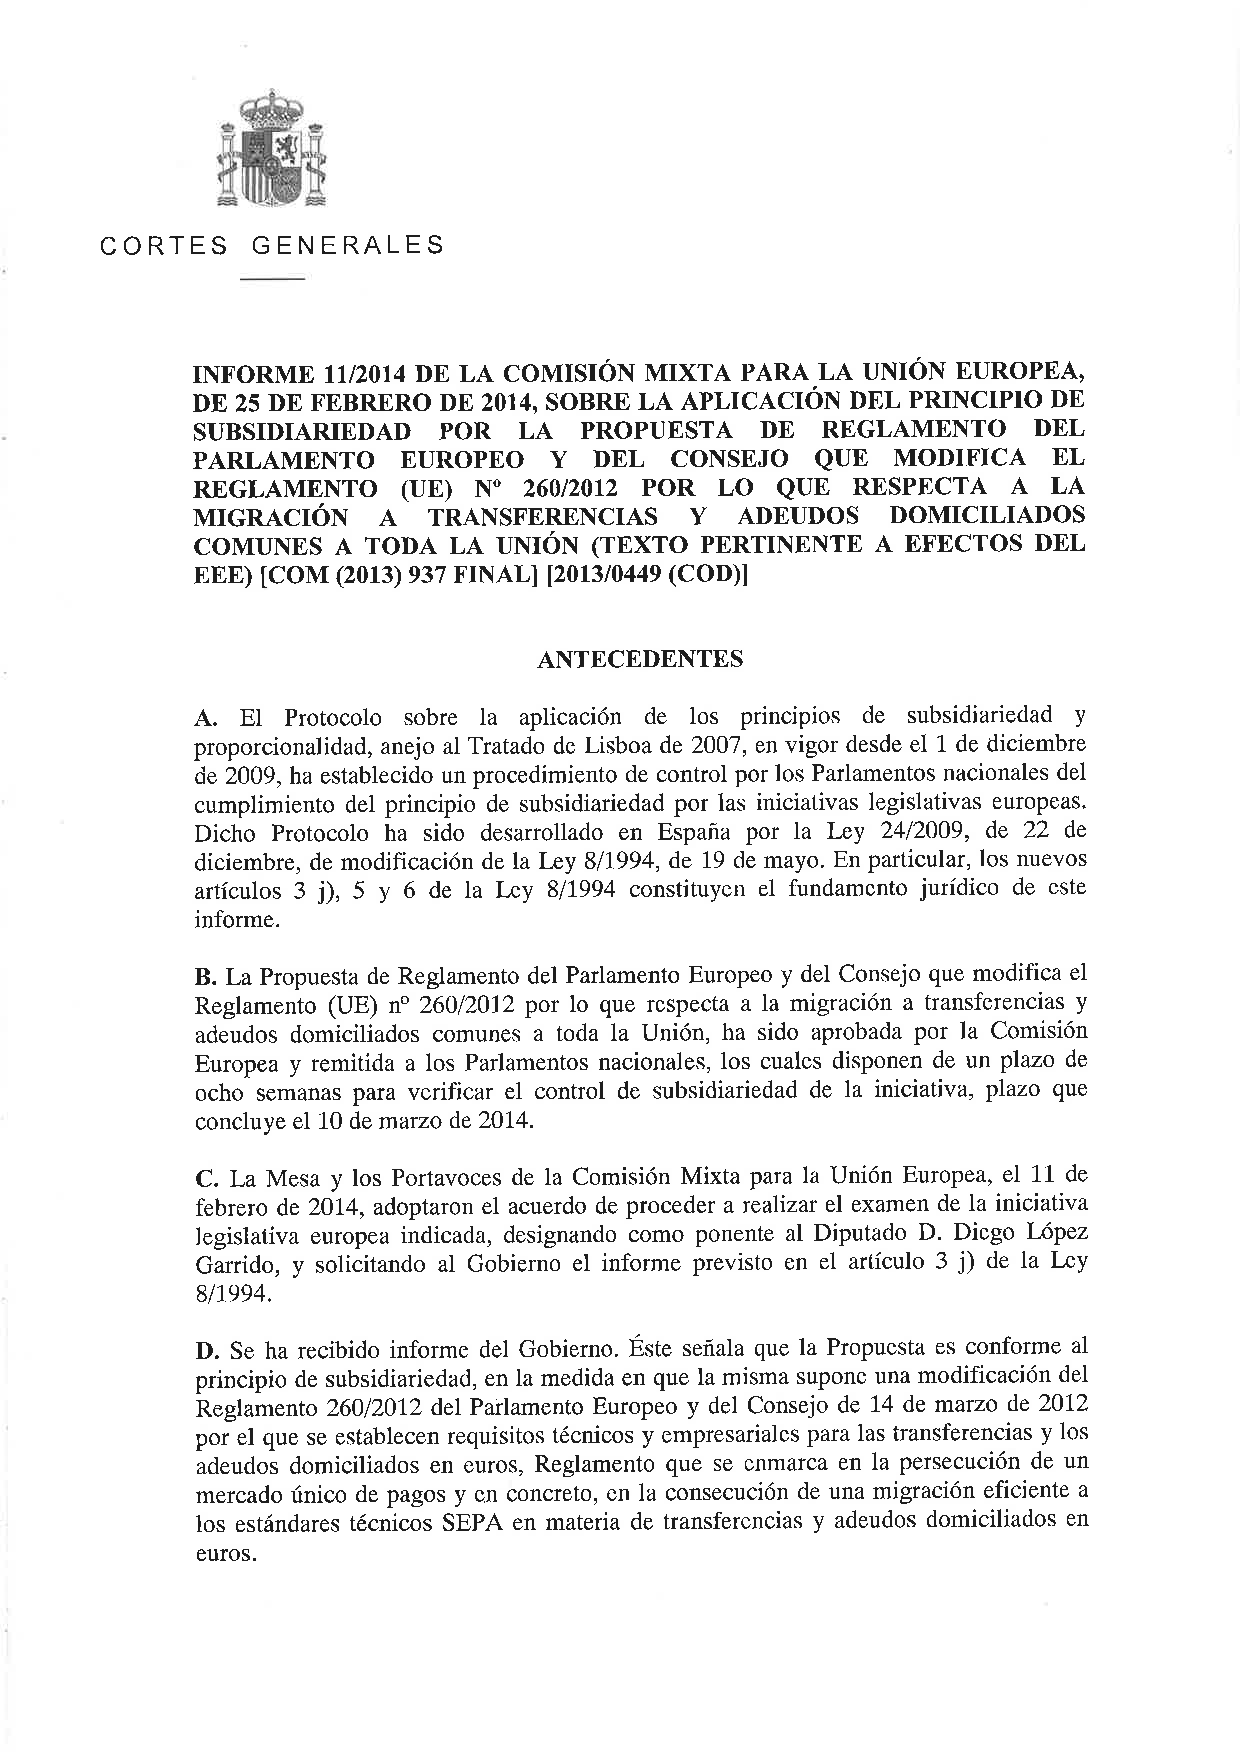 CORTES GENERALES
INFORME 11/2014 DE LA COMISIÓN MIXTA PARA LA UNIÓN EUROPEA,
DE 25 DE FEBRERO DE 2014, SOBRE LA APLICACIÓN DEL PRINCIPIO DE
SUBSIDIARIEDAD POR LA PROPUESTA DE REGLAMENTO DEL
PARLAMENTO EUROPEO Y DEL CONSEJO QUE MODIFICA EL
REGLAMENTO (UE) Nº 260/2012 POR LO QUE RESPECTA A LA
MIGRACIÓN A TRANSFERENCIAS Y ADEUDOS DOMICILIADOS
COMUNES A TODA LA UNIÓN (TEXTO PERTINENTE A EFECTOS DEL
EEE) [COM (2013) 937 FINAL] [2013/0449 (COD)]
ANTECEDENTES
A. El Protocolo sobre la aplicación de los principios de subsidiariedad y
proporcionalidad, anejo al Tratado de Lisboa de 2007, en vigor desde el 1 de diciembre
de 2009, ha establecido un procedimiento de control por los Parlamentos nacionales del
cumplimiento del principio de subsidiariedad por las iniciativas legislativas europeas.
Dicho Protocolo ha sido desarrollado en España por la Ley 24/2009, de 22 de
diciembre, de modificación de la Ley 8/1994, de 19 de mayo. En particular, los nuevos
artículos 3 j), 5 y 6 de la Ley 8/1994 constituyen el fundamento jurídico de este
informe.
B. La Propuesta de Reglamento del Parlamento Europeo y del Consejo que modifica el
Reglamento (UE) nº 260/2012 por lo que respecta a la migración a transferencias y
adeudos domiciliados comunes a toda la Unión, ha sido aprobada por la Comisión
Europea y remitida a los Parlamentos nacionales, los cuales disponen de un plazo de
ocho semanas para verificar el control de subsidiariedad de la iniciativa, plazo que
concluye el 10 de marzo de 2014.
C. La Mesa y los Portavoces de la Comisión Mixta para la Unión Europea, el 11 de
febrero de 2014, adoptaron el acuerdo de proceder a realizar el examen de la iniciativa
legislativa europea indicada, designando como ponente al Diputado D. Diego López
Garrido, y solicitando al Gobierno el informe previsto en el artículo 3 j) de la Ley
8/1994.
D. Se ha recibido informe del Gobierno. Éste señala que la Propuesta es conforme al
principio de subsidiariedad, en la medida en que la misma supone una modificación del
Reglamento 260/2012 del Parlamento Europeo y del Consejo de 14 de marzo de 2012
por el que se establecen requisitos técnicos y empresariales para las transferencias y los
adeudos domiciliados en euros, Reglamento que se enmarca en la persecución de un
mercado único de pagos y en concreto, en la consecución de una migración eficiente a
los estándares técnicos SEPA en materia de transferencias y adeudos domiciliados en
euros.